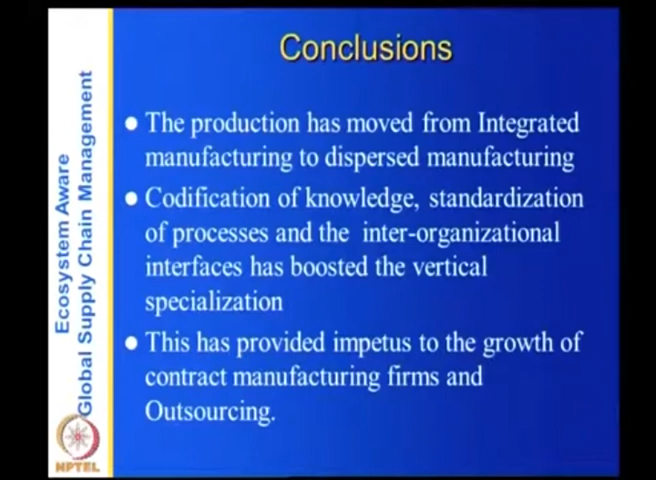 Conclusions
The production has moved from Integrated
manufacturing to dispersed manufacturing
Codification of knowledge, standardization
of processes and the inter-organizational
interfaces has boosted the vertical
specialization
This has provided impetus to the growth of
contract manufacturing firms and
Outsourcing.
Ecosystem Aware
Global Supply Chain Management
NPTEL